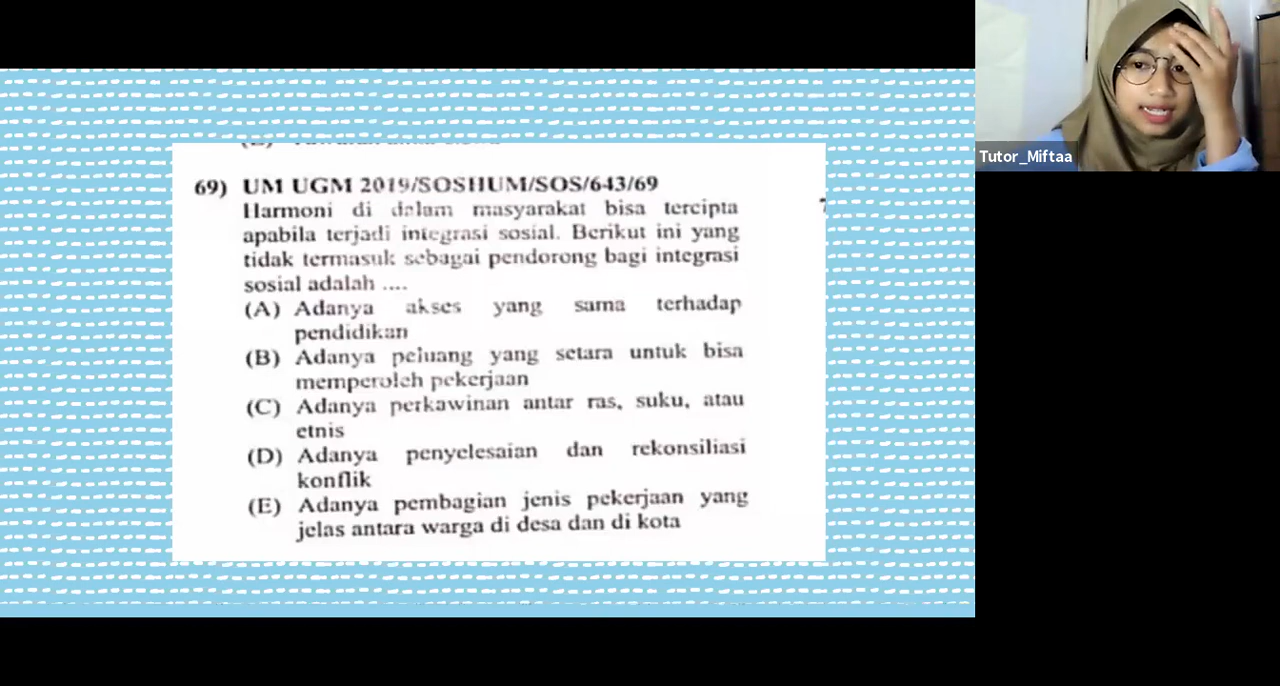 69) UM UGM 2019/SOSHUM/SOS/643/69
Harmoni di dalam masyarakat bisa tercipta
apabila terjadi integrasi sosial. Berikut ini yang
tidak termasuk sebagai pendorong bagi integrasi
sosial adalah ....
(A) Adanya akses yang sama terhadap
pendidikan
(B) Adanya peluang yang setara untuk bisa
memperoleh pekerjaan
(C) Adanya perkawinan antar ras, suku, atau
etnis
(D) Adanya penyelesaian dan rekonsiliasi
konflik
(E) Adanya pembagian jenis pekerjaan yang
jelas antara warga di desa dan di kota
Tutor_Miftaa